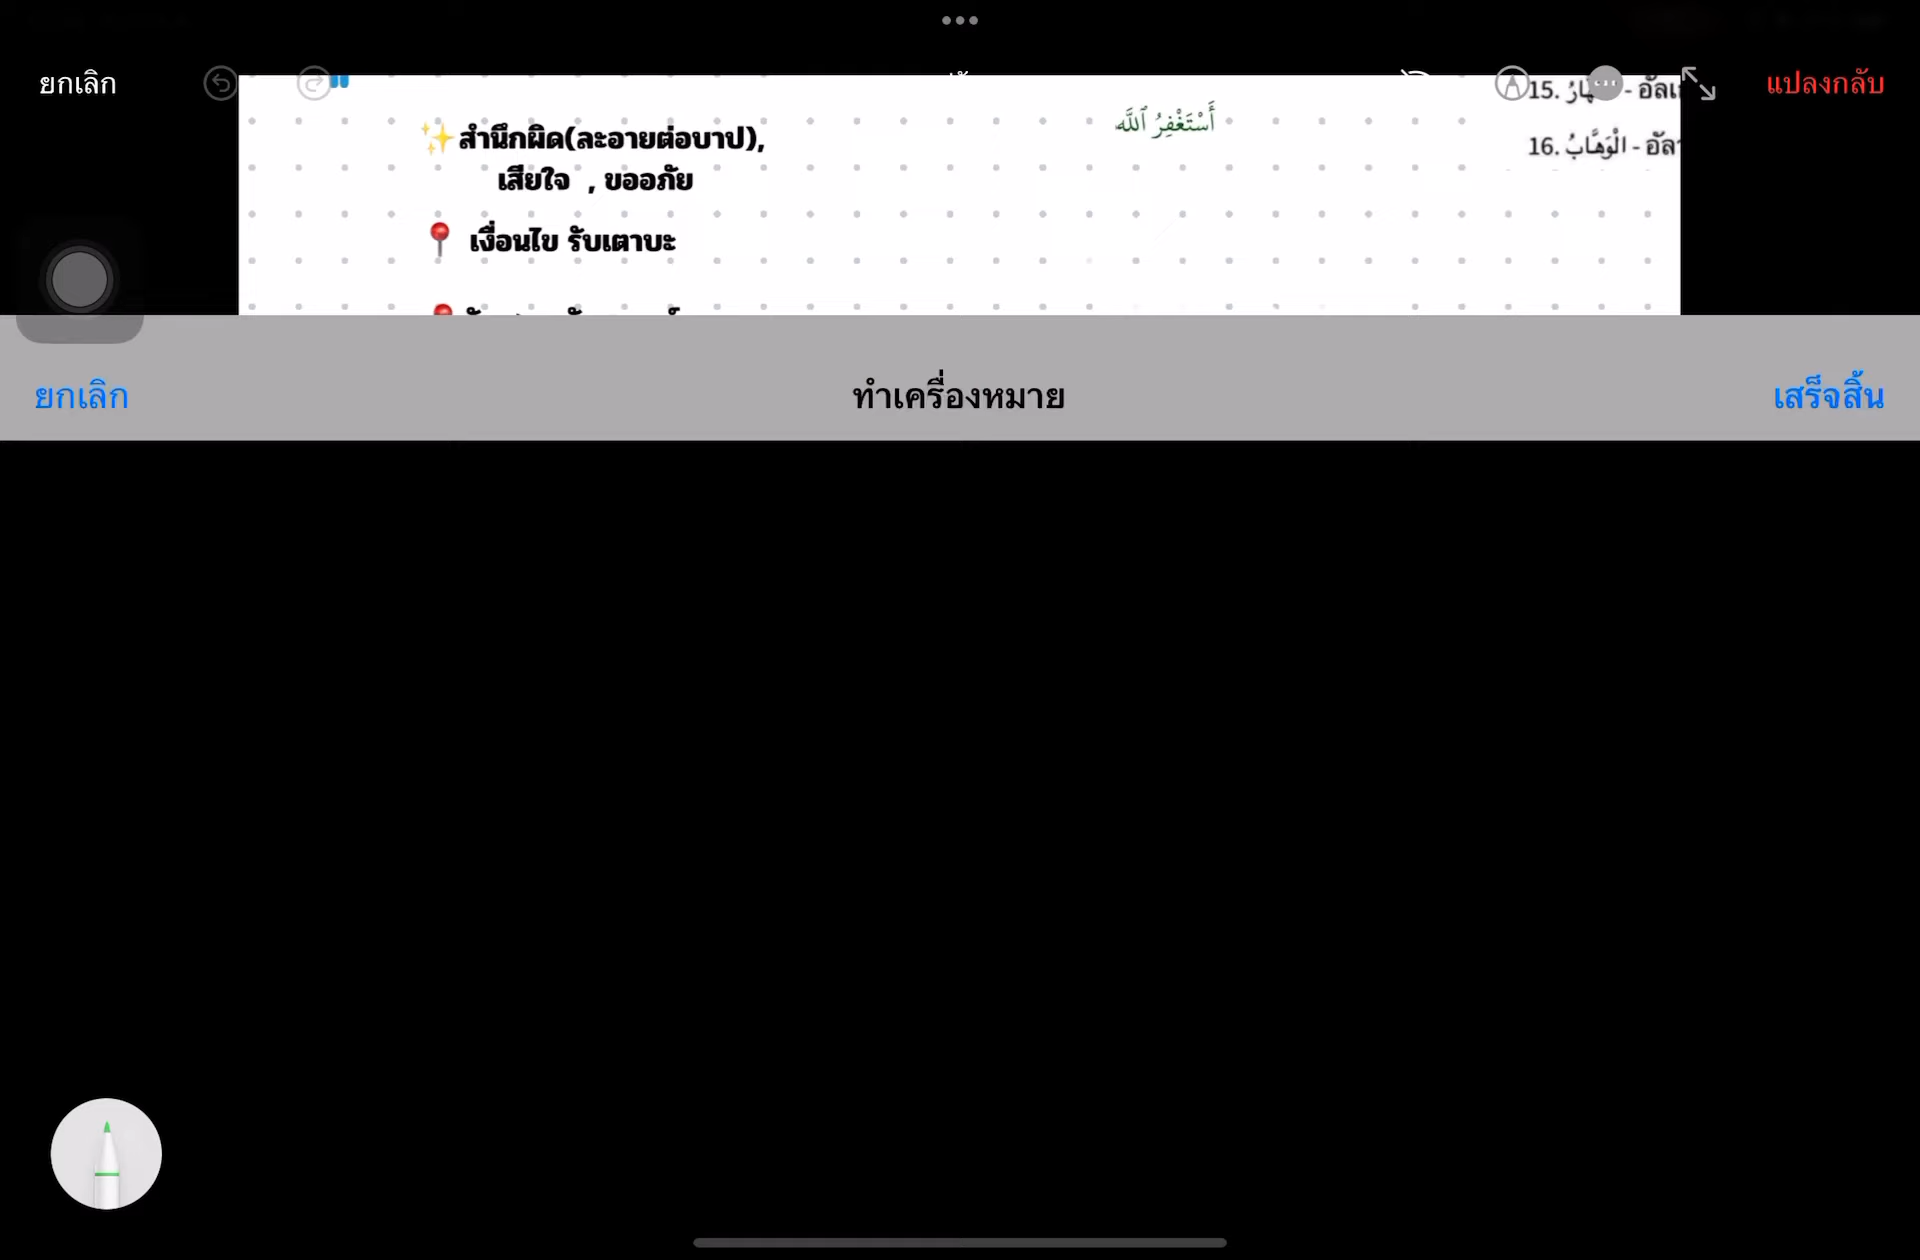 ยกเลิก
แปลงกลับ
✨สำนึกผิด(ละอายต่อบาป),
เสียใจ , ขออภัย
📍 เงื่อนไข รับเตาบะ
أَسْتَغْفِرُ ٱللَّه
15.
16. الْوَهَّابُ - อัล
ยกเลิก
ทำเครื่องหมาย
เสร็จสิ้น